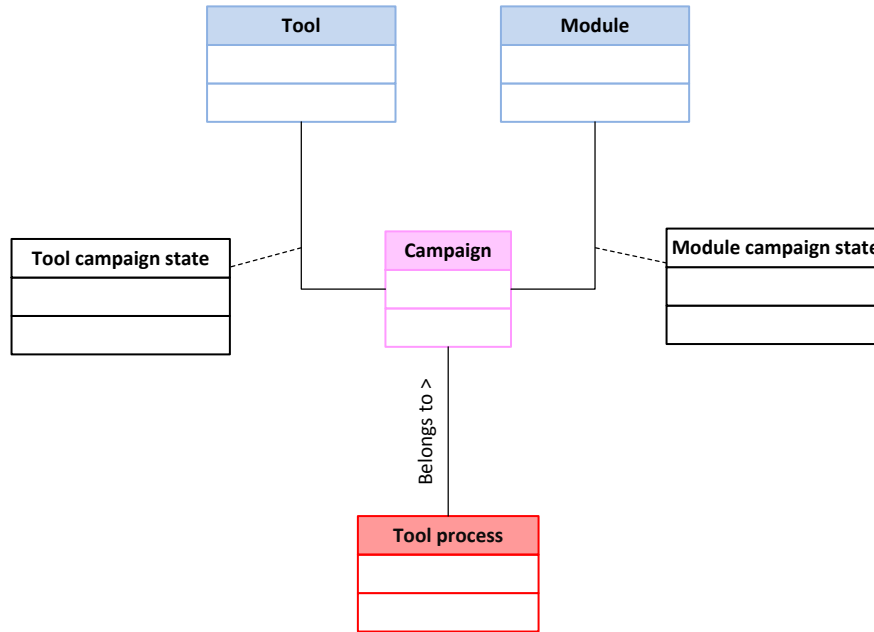 Tool
Module
Tool campaign state
Campaign
Module campaign state
Belongs to >
Tool process